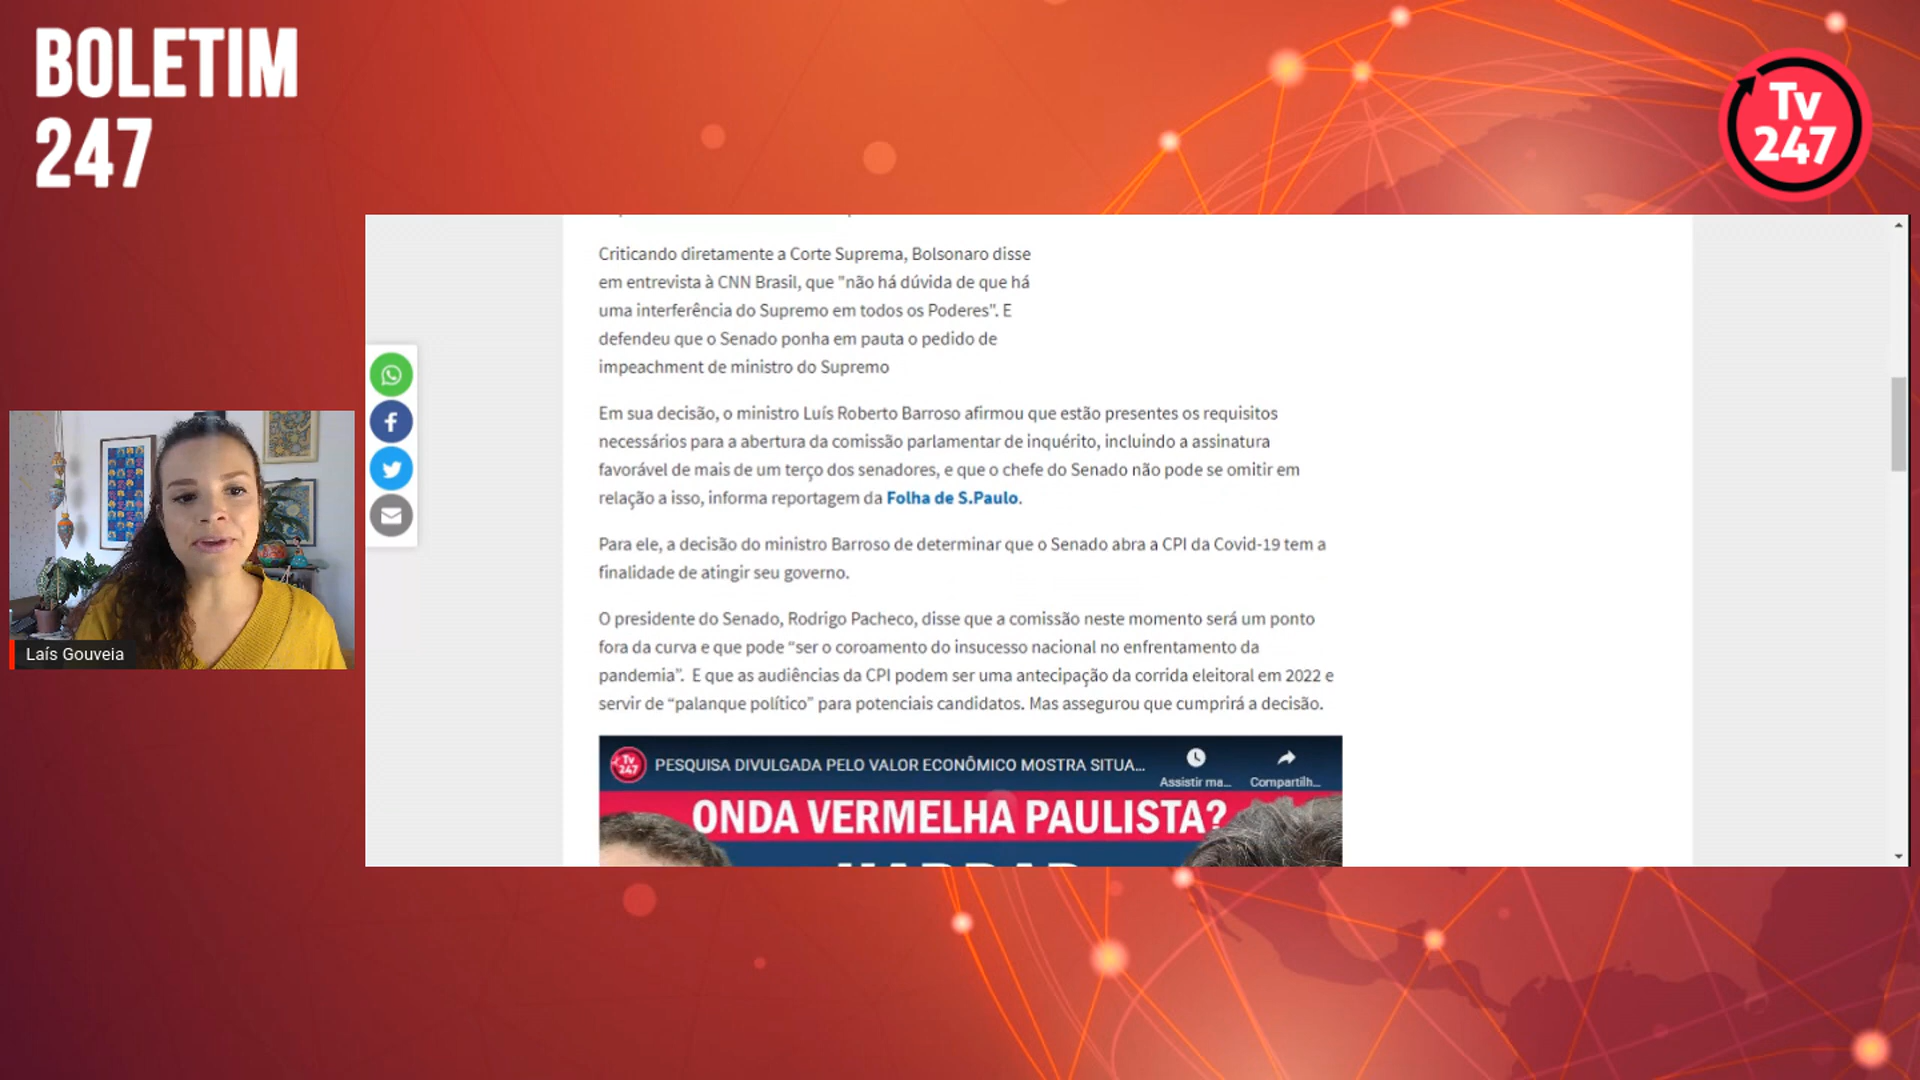 BOLETIM
247
Tv
247
Criticando diretamente a Corte Suprema, Bolsonaro disse
em entrevista à CNN Brasil, que "não há dúvida de que há
uma interferência do Supremo em todos os Poderes". E
defendeu que o Senado ponha em pauta o pedido de
impeachment de ministro do Supremo
Em sua decisão, o ministro Luís Roberto Barroso afirmou que estão presentes os requisitos
necessários para a abertura da comissão parlamentar de inquérito, incluindo a assinatura
favorável de mais de um terço dos senadores, e que o chefe do Senado não pode se omitir em
relação a isso, informa reportagem da Folha de S.Paulo.
Para ele, a decisão do ministro Barroso de determinar que o Senado abra a CPI da Covid-19 tem a
finalidade de atingir seu governo.
O presidente do Senado, Rodrigo Pacheco, disse que a comissão neste momento será um ponto
fora da curva e que pode “ser o coroamento do insucesso nacional no enfrentamento da
pandemia”. E que as audiências da CPI podem ser uma antecipação da corrida eleitoral em 2022 e
servir de “palanque político” para potenciais candidatos. Mas assegurou que cumprirá a decisão.
Tv
247
PESQUISA DIVULGADA PELO VALOR ECONÔMICO MOSTRA SITUA...
Assistir ma...
Compartilh...
ONDA VERMELHA PAULISTA?
Laís Gouveia